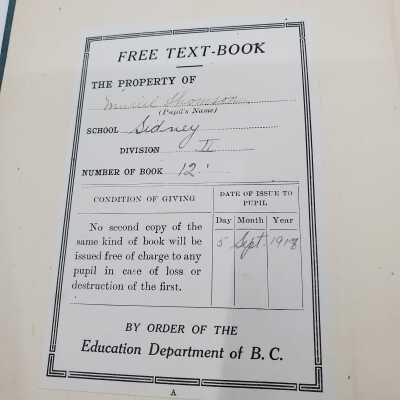 FREE TEXT-BOOK
THE PROPERTY OF
Muriel Thomson
(Pupil's Name)
SCHOOL Sidney
DIVISION II
NUMBER OF BOOK 12
CONDITION OF GIVING
DATE OF ISSUE TO PUPIL
No second copy of the
same kind of book will be
issued free of charge to any
pupil in case of loss or
destruction of the first.
Day Month Year
5 Sept. 1918
BY ORDER OF THE
Education Department of B. C.
A